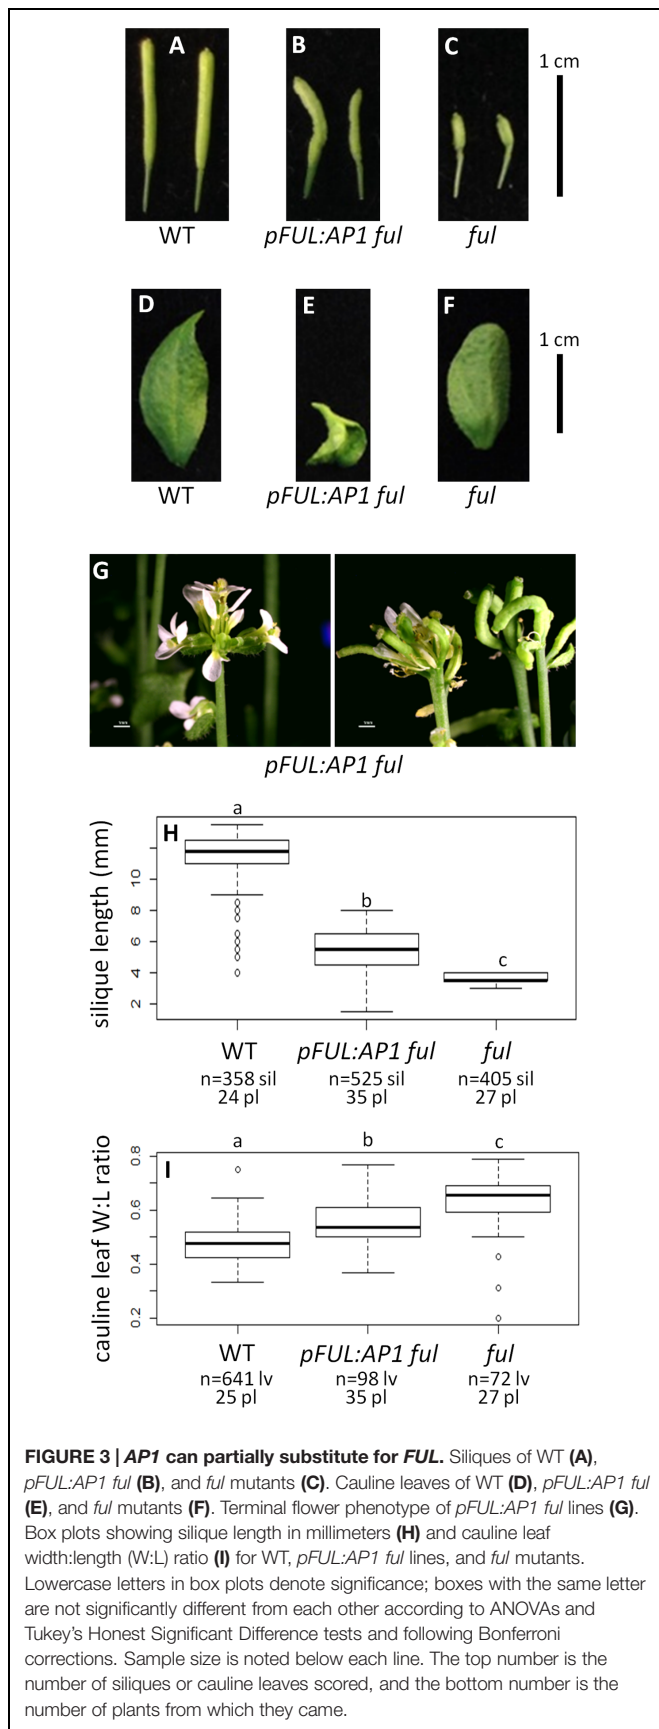 A
B
C
1 cm
WT
pFUL:AP1 ful
ful
D
E
F
1 cm
WT
pFUL:AP1 ful
ful
G
pFUL:AP1 ful
silique length (mm)
H
a
b
c
10
8
6
4
2
WT
pFUL:AP1 ful
ful
n=358 sil
n=525 sil
n=405 sil
24 pl
35 pl
27 pl
cauline leaf W:L ratio
I
a
b
c
0.8
0.6
0.4
0.2
WT
pFUL:AP1 ful
ful
n=641 lv
n=98 lv
n=72 lv
25 pl
35 pl
27 pl
FIGURE 3 | AP1 can partially substitute for FUL. Siliques of WT (A),
pFUL:AP1 ful (B), and ful mutants (C). Cauline leaves of WT (D), pFUL:AP1 ful
(E), and ful mutants (F). Terminal flower phenotype of pFUL:AP1 ful lines (G).
Box plots showing silique length in millimeters (H) and cauline leaf
width:length (W:L) ratio (I) for WT, pFUL:AP1 ful lines, and ful mutants.
Lowercase letters in box plots denote significance; boxes with the same letter
are not significantly different from each other according to ANOVAs and
Tukey's Honest Significant Difference tests and following Bonferroni
corrections. Sample size is noted below each line. The top number is the
number of siliques or cauline leaves scored, and the bottom number is the
number of plants from which they came.